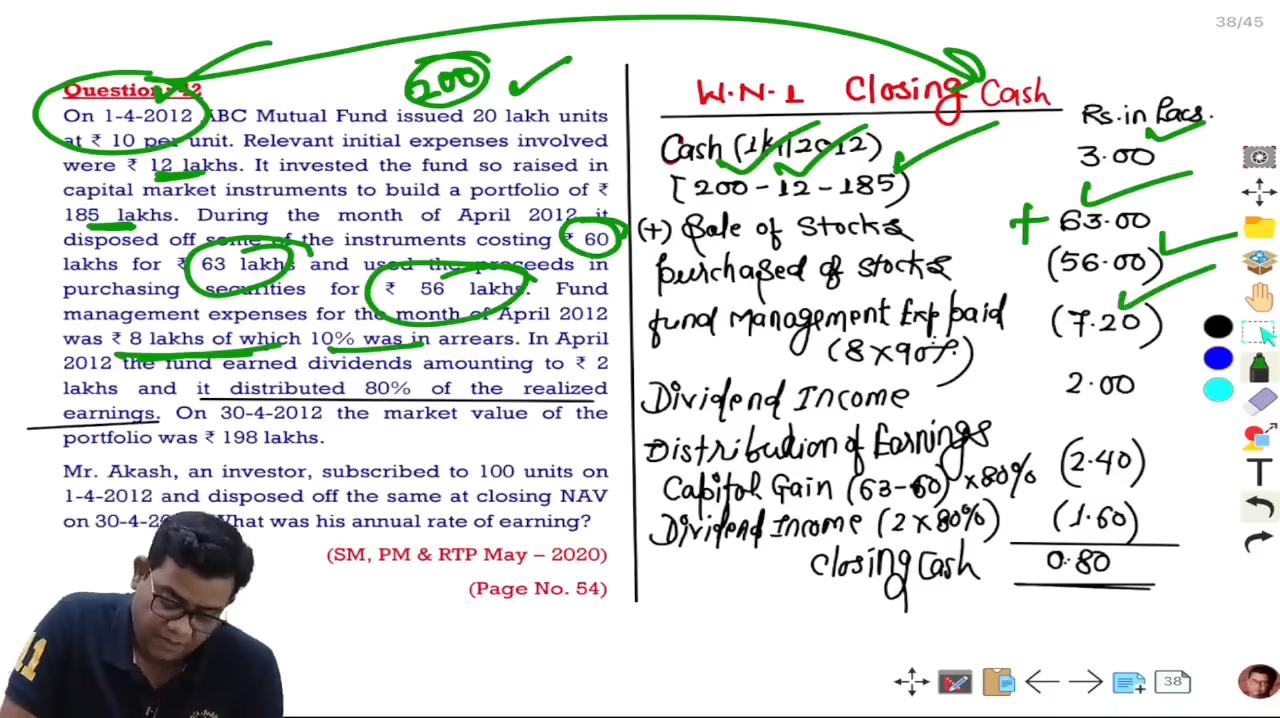 38/45
Question: 12
On 1-4-2012 ABC Mutual Fund issued 20 lakh units
at ₹ 10 per unit. Relevant initial expenses involved
were ₹ 12 lakhs. It invested the fund so raised in
capital market instruments to build a portfolio of ₹
185 lakhs. During the month of April 2012 it
disposed off some of the instruments costing ₹ 60
lakhs for ₹ 63 lakhs and used the proceeds in
purchasing securities for ₹ 56 lakhs. Fund
management expenses for the month of April 2012
was ₹ 8 lakhs of which 10% was in arrears. In April
2012 the fund earned dividends amounting to ₹ 2
lakhs and it distributed 80% of the realized
earnings. On 30-4-2012 the market value of the
portfolio was ₹ 198 lakhs.
Mr. Akash, an investor, subscribed to 100 units on
1-4-2012 and disposed off the same at closing NAV
on 30-4-20 What was his annual rate of earning?
(SM, PM & RTP May – 2020)
(Page No. 54)
200
W.N.1 Closing Cash
Rs. in Lacs.
Cash (1/4/2012) 3.00
[200-12-185)
(+) Sale of Stocks + 63.00
Purchased of Stocks (56.00)
Fund Management Exp paid (7.20)
(8×90%)
Dividend Income 2.00
Distribution of Earnings
Capitol Gain (63-60) ×80% (2.40)
Dividend Income (2×80%) (1.60)
Closing Cash 0.80
38